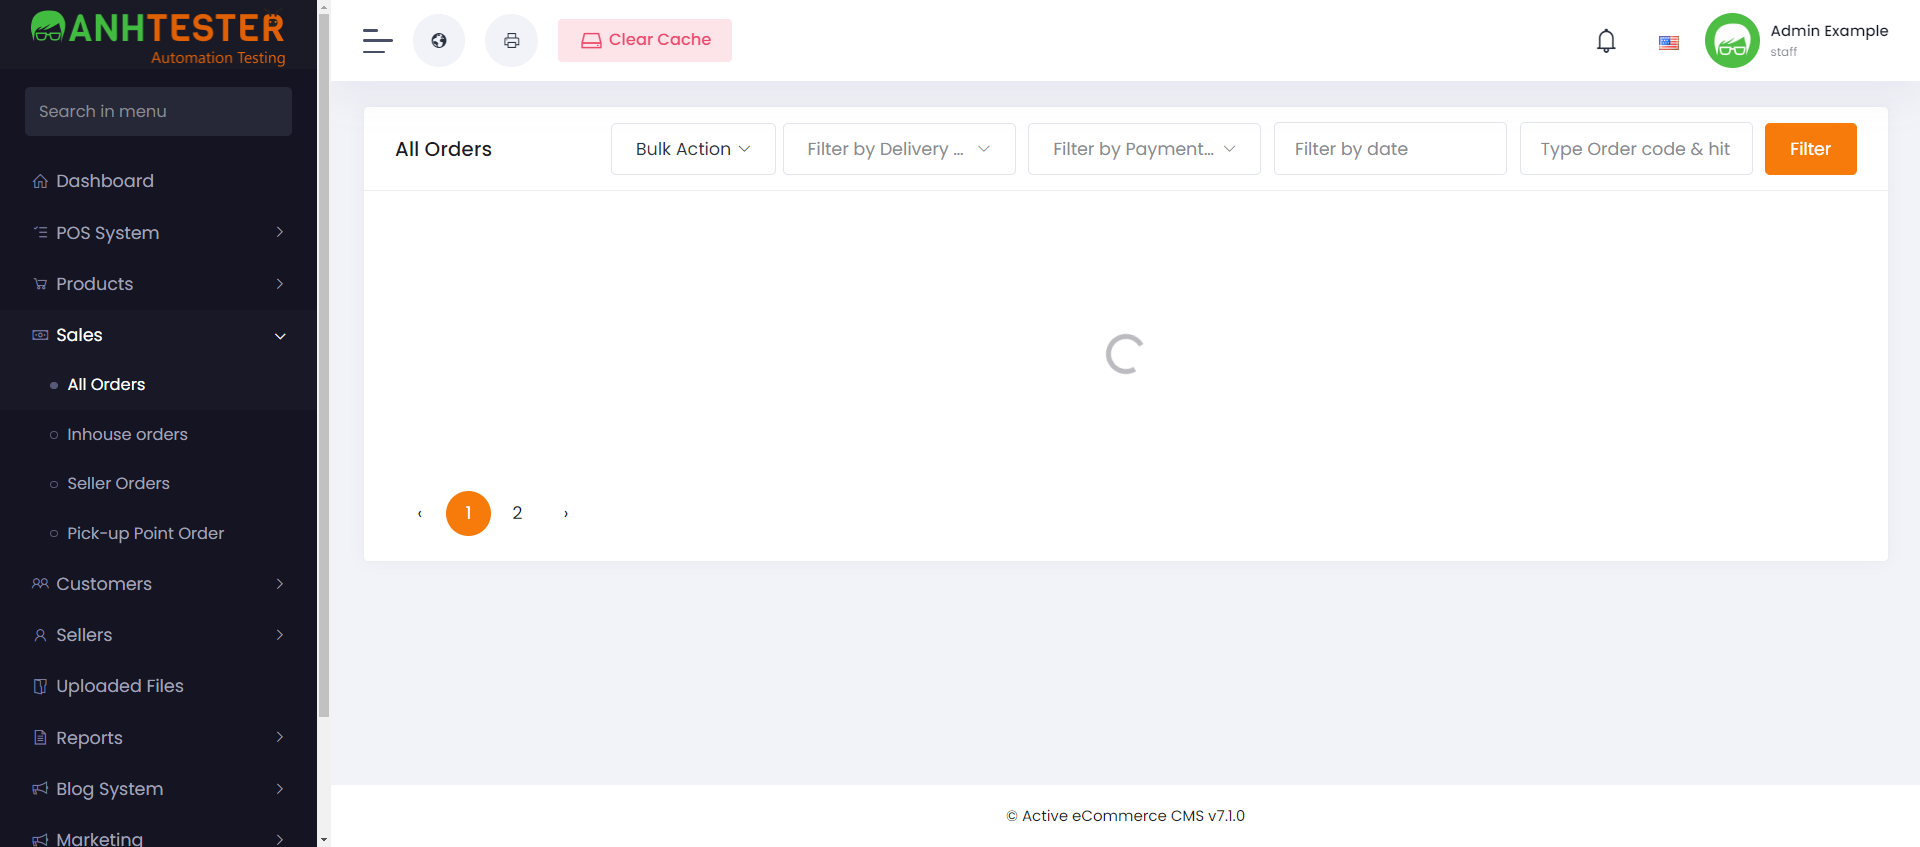 ANHTESTER
Automation Testing
Search in menu
Dashboard
POS System
Products
Sales
All Orders
Inhouse orders
Seller Orders
Pick-up Point Order
Customers
Sellers
Uploaded Files
Reports
Blog System
Marketing
Clear Cache
Admin Example
staff
All Orders
Bulk Action
Filter by Delivery ...
Filter by Payment...
Filter by date
Type Order code & hit
Filter
‹ 1 2 ›
© Active eCommerce CMS v7.1.0